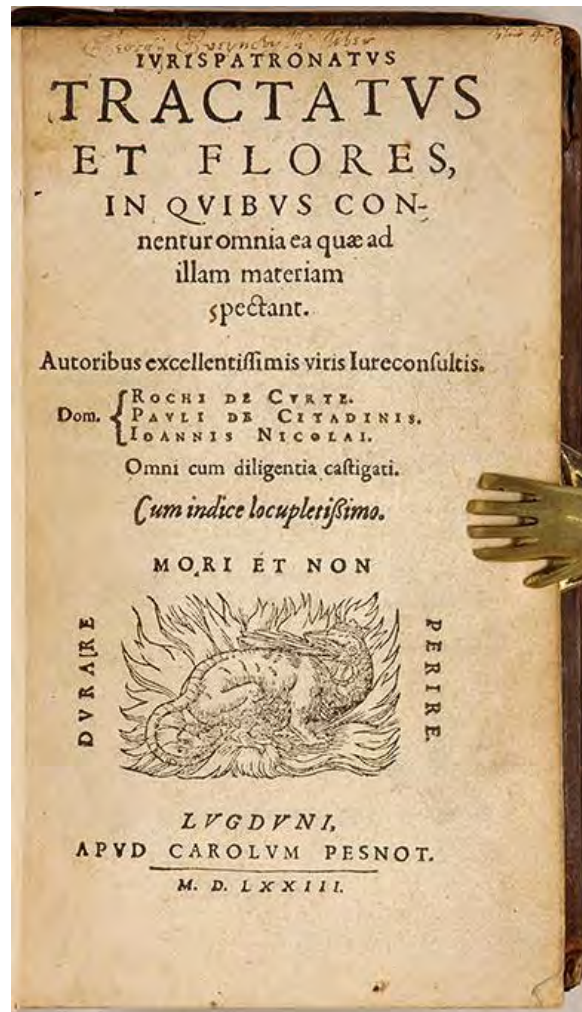 Liber
IVRISPATRONATVS
TRACTATVS
ET FLORES,
IN QVIBVS CON-
nentur omnia ea quæ ad
illam materiam
spectant.
Autoribus excellentiſſimis viris Iureconſultis.
Dom.
ROCHI DE CVRTE.
PAVLI DE CITADINIS.
IOANNIS NICOLAI.
Omni cum diligentia caſtigati.
Cum indice locupletißimo.
MORI ET NON
DVRARE
PERIRE.
LVGDVNI,
APVD CAROLVM PESNOT.
M. D. LXXIII.